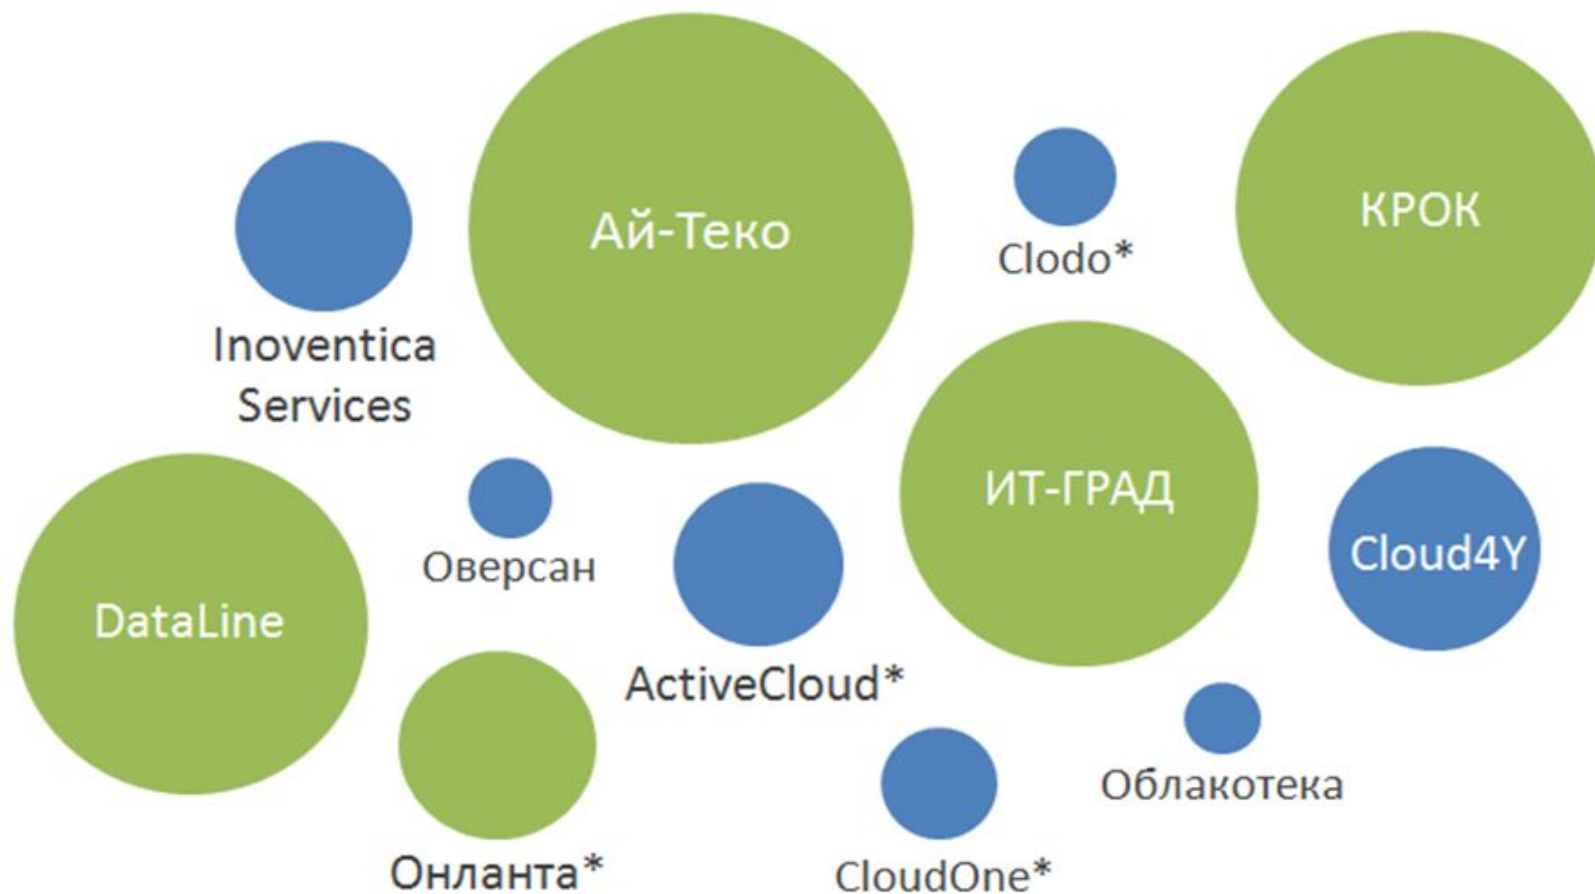 Ай-Теко
Clodo*
КРОК
Inoventica
Services
ИТ-ГРАД
Cloud4Y
Оверсан
DataLine
ActiveCloud*
Облакотека
Онланта*
CloudOne*